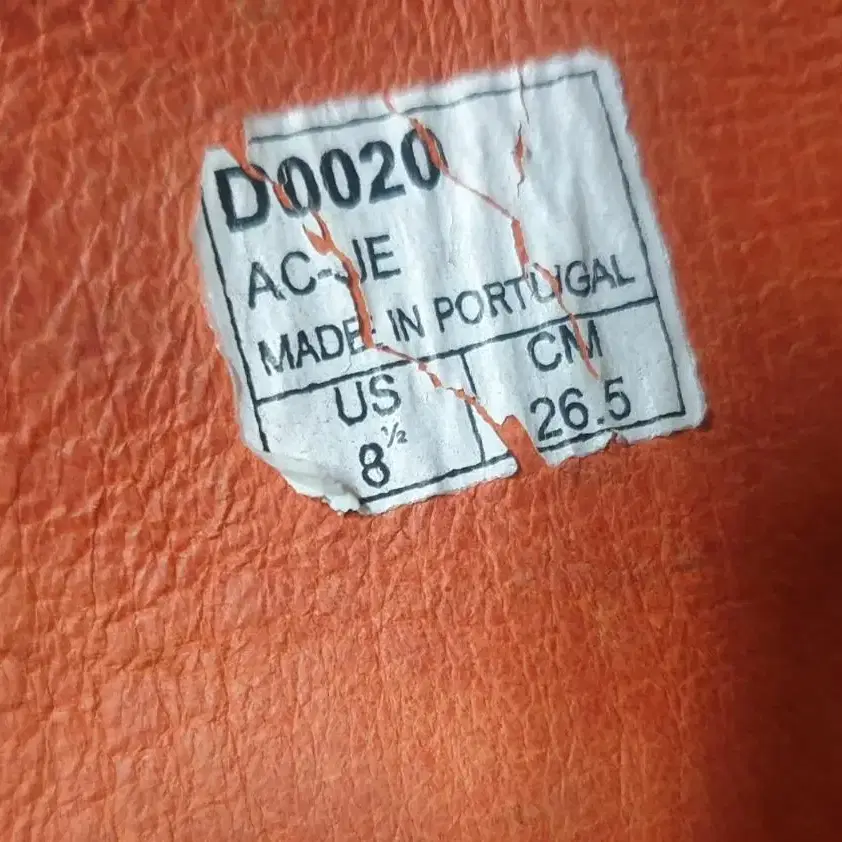 D0020
AC-JE
MADE IN PORTUGAL
US
CM
8½
26.5